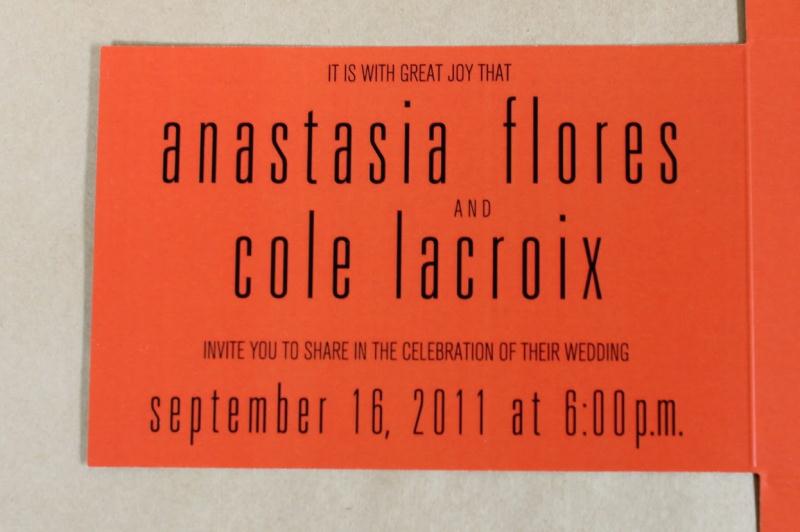 IT IS WITH GREAT JOY THAT
anastasia flores
AND
cole lacroix
INVITE YOU TO SHARE IN THE CELEBRATION OF THEIR WEDDING
september 16, 2011 at 6:00p.m.